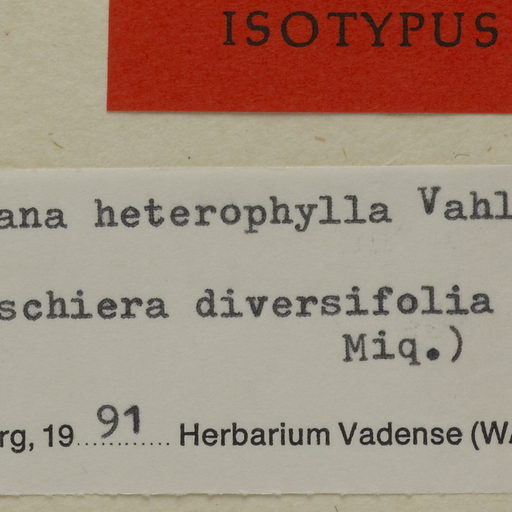 ISOTYPUS
ana heterophylla Vahl
schiera diversifolia
Miq.)
rg, 19 91 Herbarium Vadense (WA